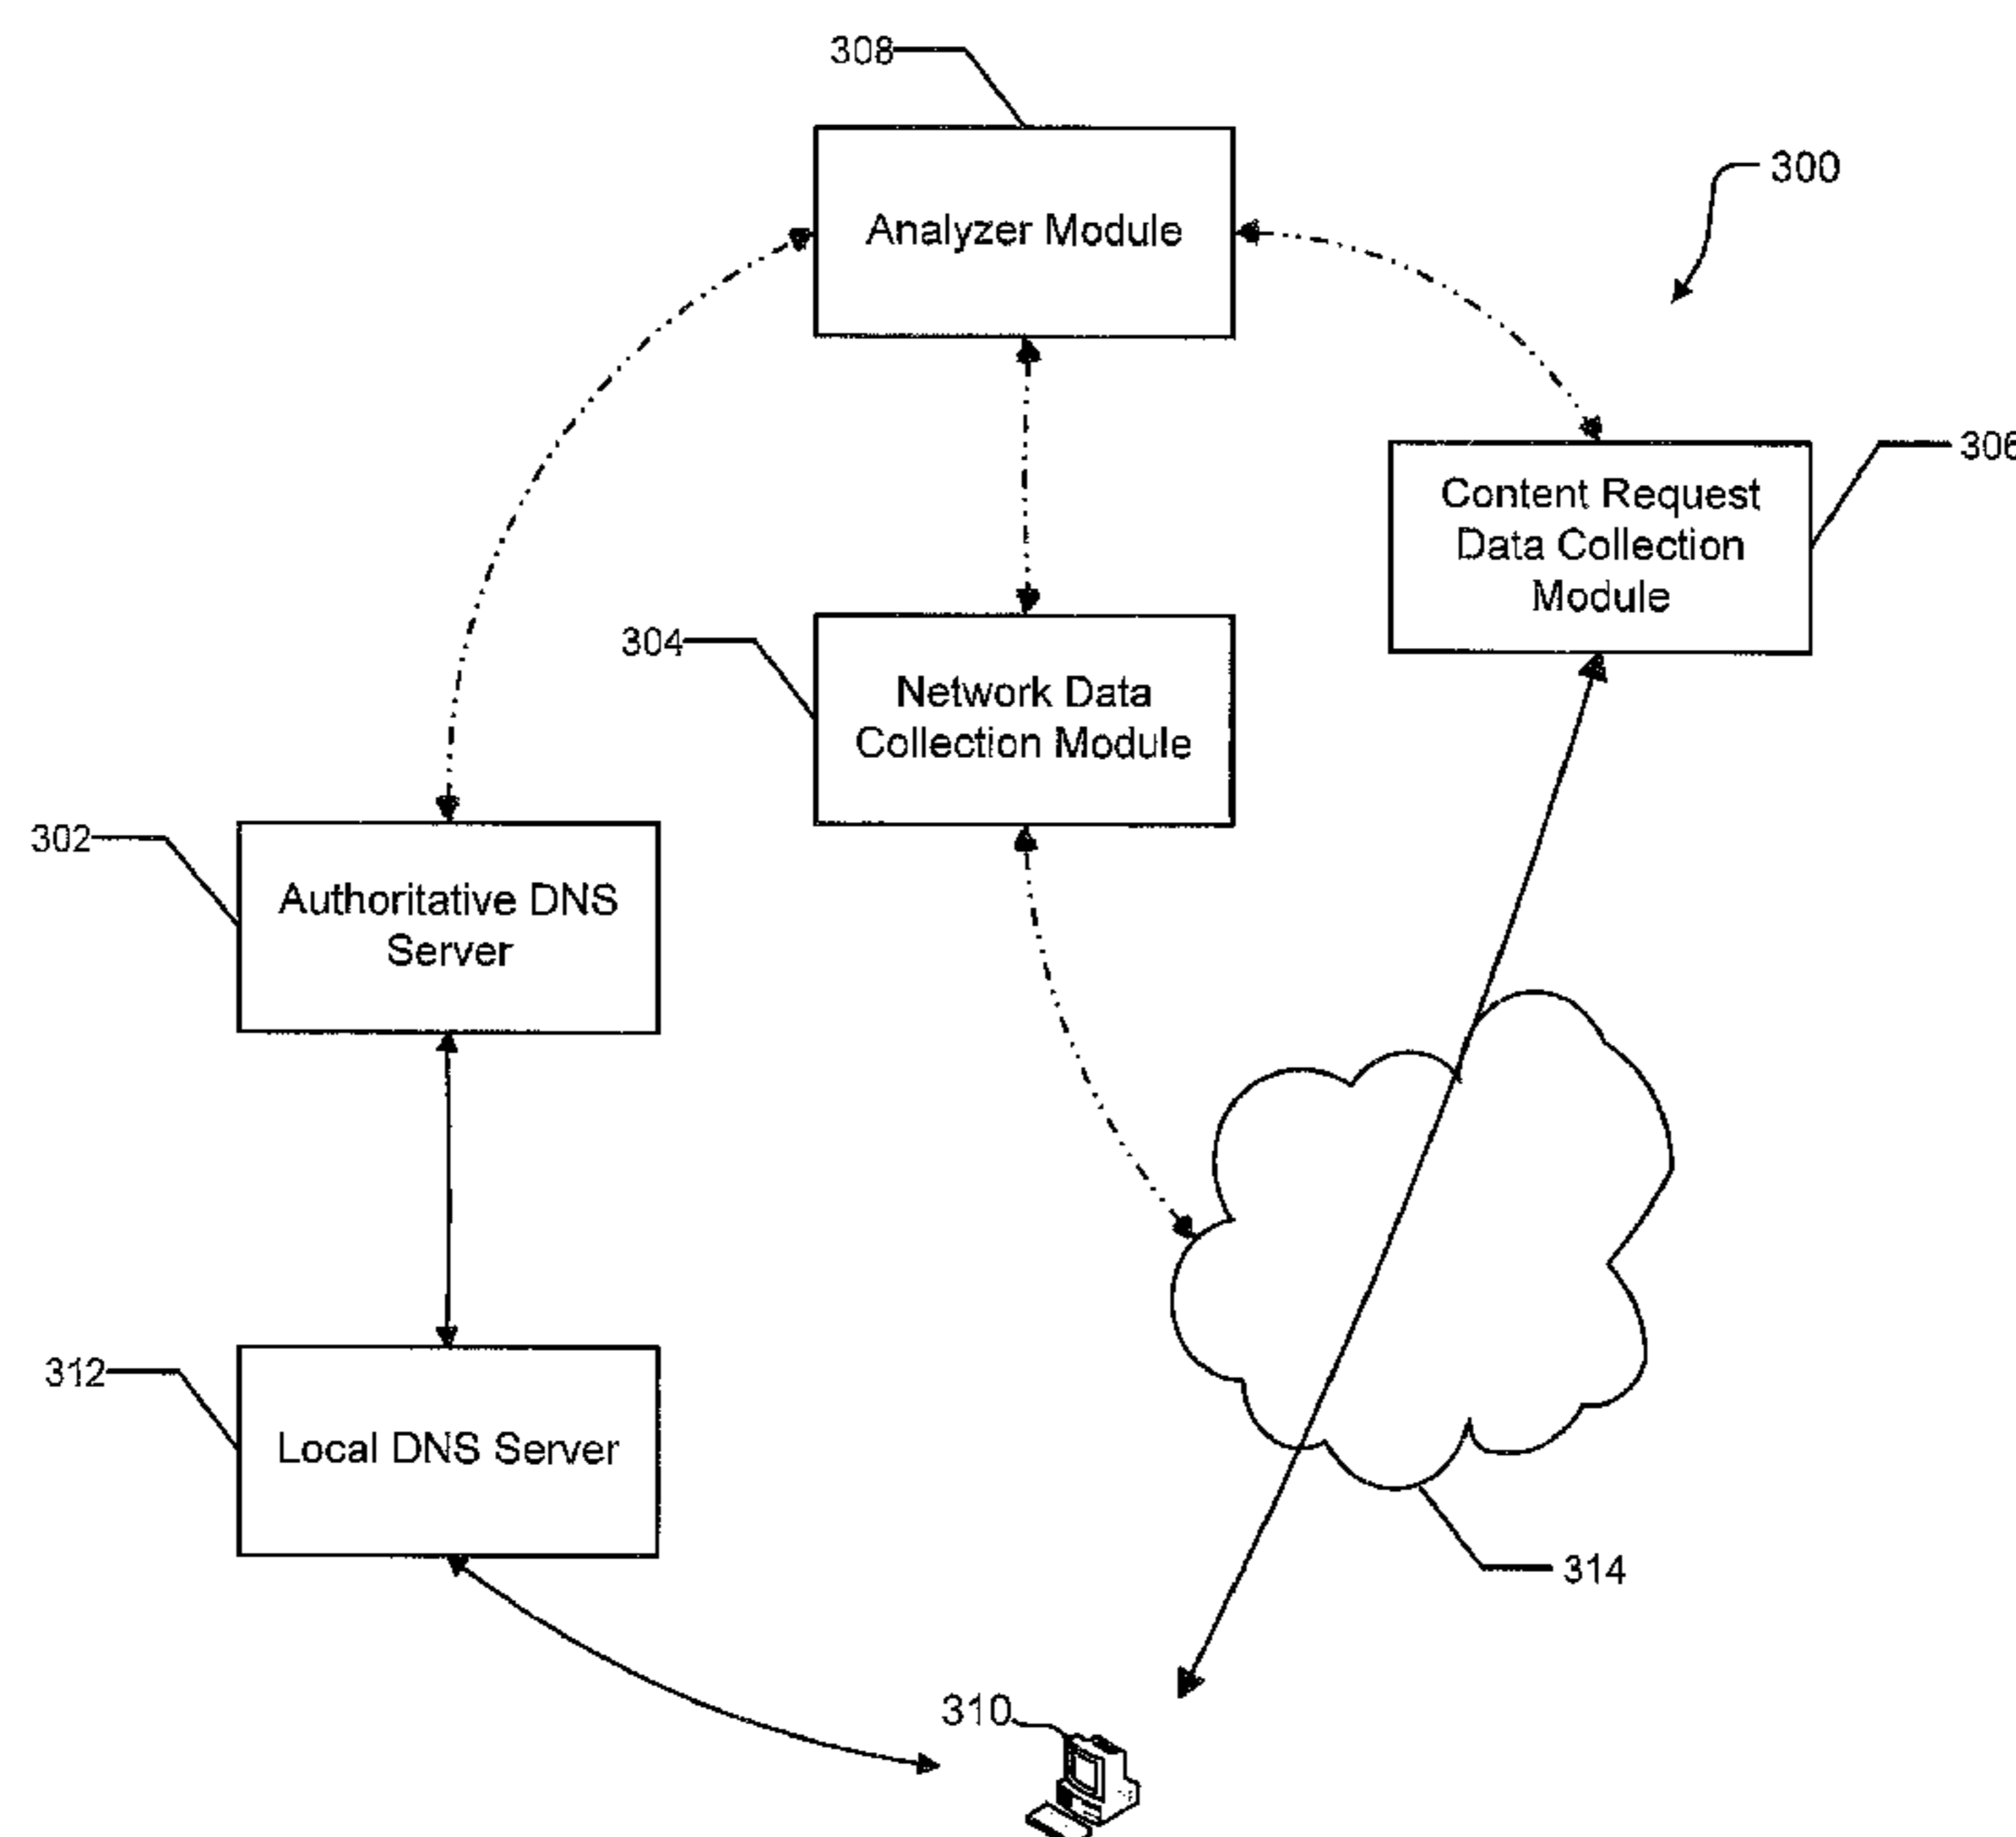 308
300
Analyzer Module
306
Content Request
Data Collection
Module
304
Network Data
Collection Module
302
Authoritative DNS
Server
312
Local DNS Server
314
310